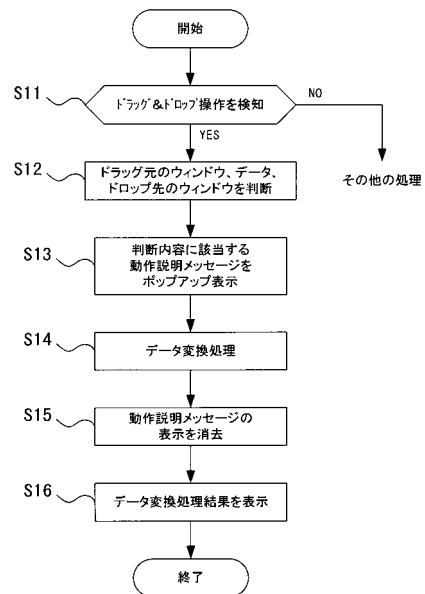 開始
S11
ドラッグ&ドロップ操作を検知
NO
YES
その他の処理
S12
ドラッグ元のウィンドウ、データ、
ドロップ先のウィンドウを判断
S13
判断内容に該当する
動作説明メッセージを
ポップアップ表示
S14
データ変換処理
S15
動作説明メッセージの
表示を消去
S16
データ変換処理結果を表示
終了